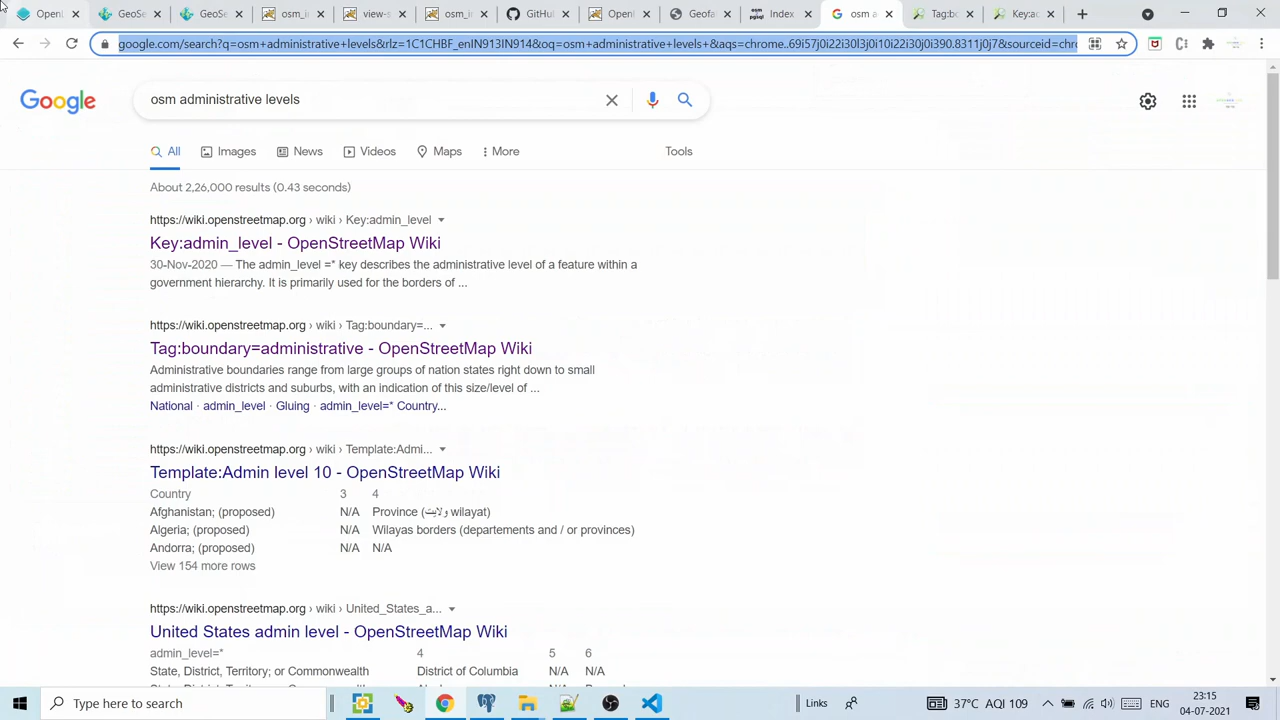 Openl
GeoSe
GeoSe
osm_in
osm_in
osm_in
GitHu
Openl
Geofa
Index
osm a
Tag:b
Key:ac
google.com/search?q=osm+administrative+levels&rlz=1C1CHBF_enIN913IN914&oq=osm+administrative+levels+&aqs=chrome..69i57j0i22i30l3j0i10i22i30j0i390.8311j0j7&sourceid=chr
Google
osm administrative levels
All
Images
News
Videos
Maps
More
Tools
About 2,26,000 results (0.43 seconds)
https://wiki.openstreetmap.org › wiki › Key:admin_level
Key:admin_level - OpenStreetMap Wiki
30-Nov-2020 — The admin_level =* key describes the administrative level of a feature within a
government hierarchy. It is primarily used for the borders of ...
https://wiki.openstreetmap.org › wiki › Tag:boundary=...
Tag:boundary=administrative - OpenStreetMap Wiki
Administrative boundaries range from large groups of nation states right down to small
administrative districts and suburbs, with an indication of this size/level of ...
National · admin_level · Gluing · admin_level=* Country...
https://wiki.openstreetmap.org › wiki › Template:Admi...
Template:Admin level 10 - OpenStreetMap Wiki
Country 3 4
Afghanistan; (proposed) N/A Province (ولايت wilayat)
Algeria; (proposed) N/A Wilayas borders (departements and / or provinces)
Andorra; (proposed) N/A N/A
View 154 more rows
https://wiki.openstreetmap.org › wiki › United_States_a...
United States admin level - OpenStreetMap Wiki
admin_level=* 4 5 6
State, District, Territory; or Commonwealth District of Columbia N/A N/A
Type here to search
Links
37°C AQI 109
ENG
23:15
04-07-2021